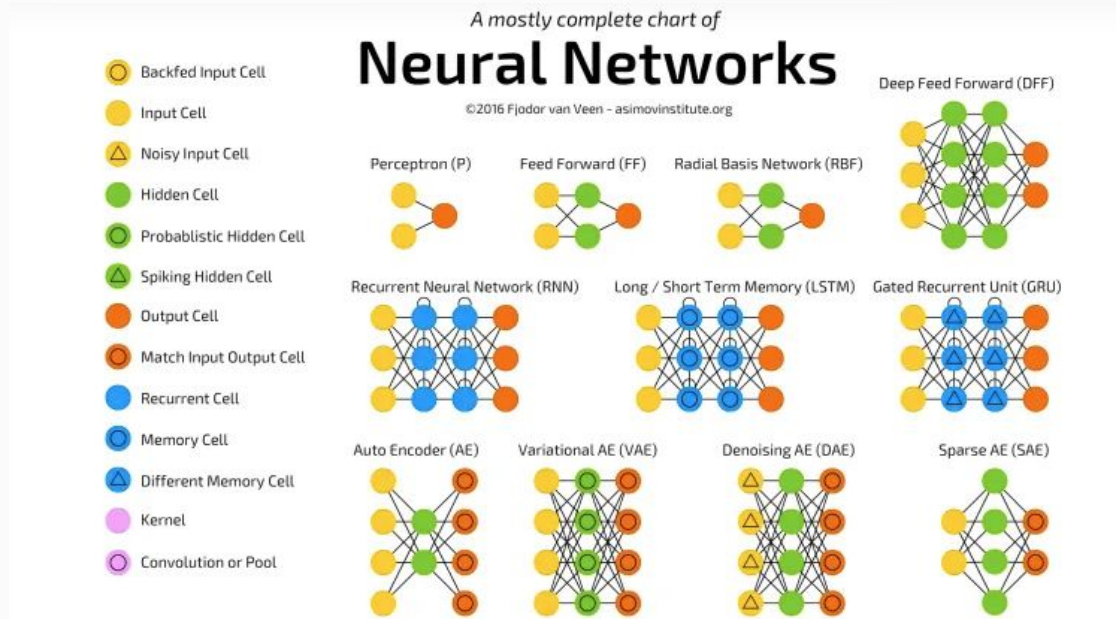 A mostly complete chart of
Neural Networks
©2016 Fjodor van Veen - asimovinstitute.org
Backfed Input Cell
Input Cell
Noisy Input Cell
Hidden Cell
Probablistic Hidden Cell
Spiking Hidden Cell
Output Cell
Match Input Output Cell
Recurrent Cell
Memory Cell
Different Memory Cell
Kernel
Convolution or Pool
Deep Feed Forward (DFF)
Perceptron (P)
Feed Forward (FF)
Radial Basis Network (RBF)
Recurrent Neural Network (RNN)
Long / Short Term Memory (LSTM)
Gated Recurrent Unit (GRU)
Auto Encoder (AE)
Variational AE (VAE)
Denoising AE (DAE)
Sparse AE (SAE)